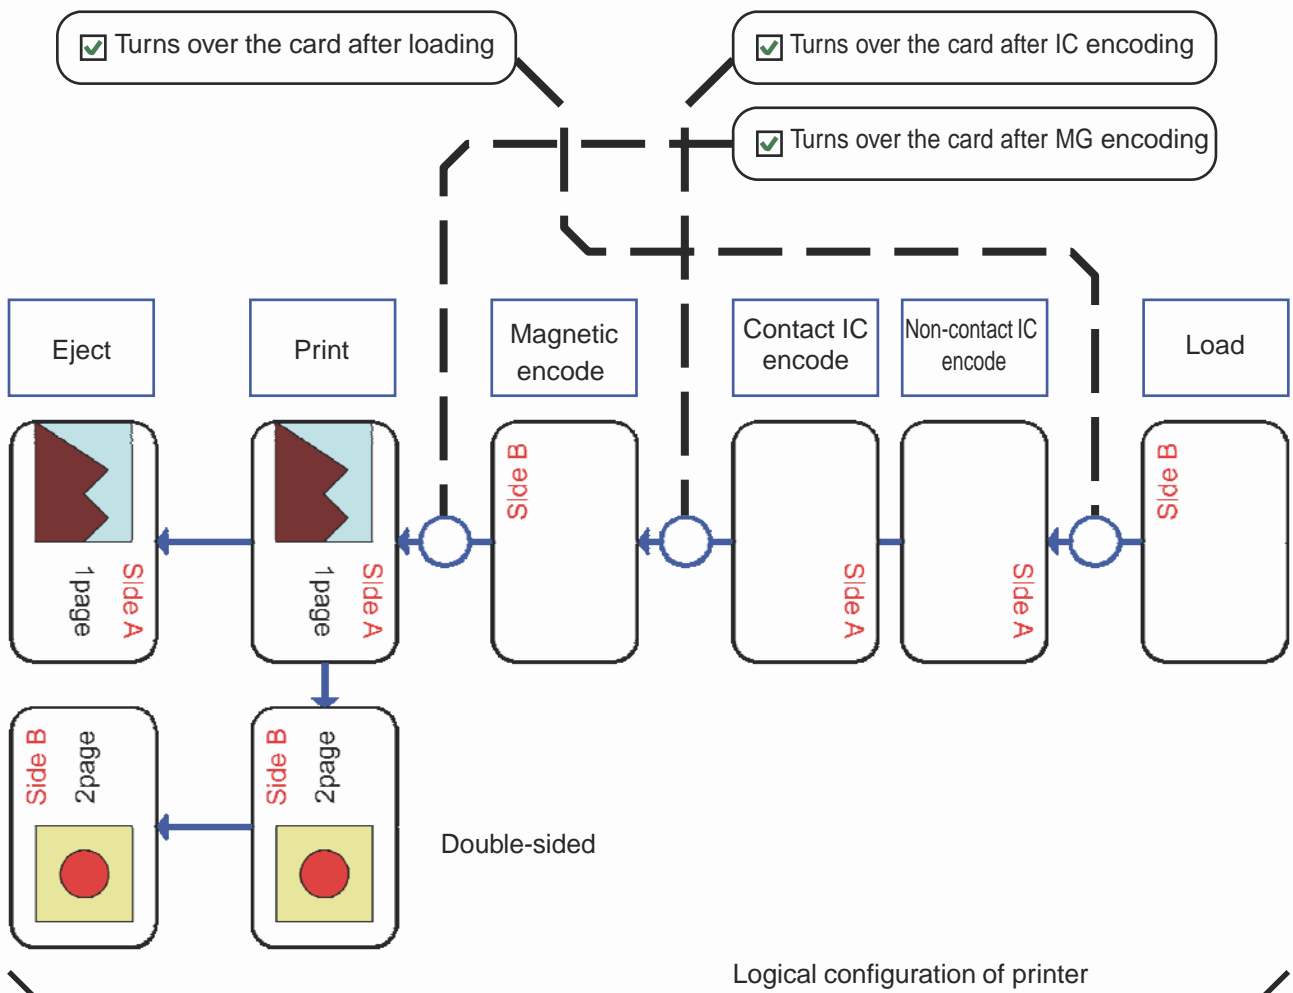 Turns over the card after loading
Turns over the card after IC encoding
Turns over the card after MG encoding
Eject
Print
Magnetic
encode
Contact IC
encode
Non-contact IC
encode
Load
1page
SIde A
1page
SIde A
SIde B
SIde A
SIde A
SIde B
Side B
2page
Side B
2page
Double-sided
Logical configuration of printer